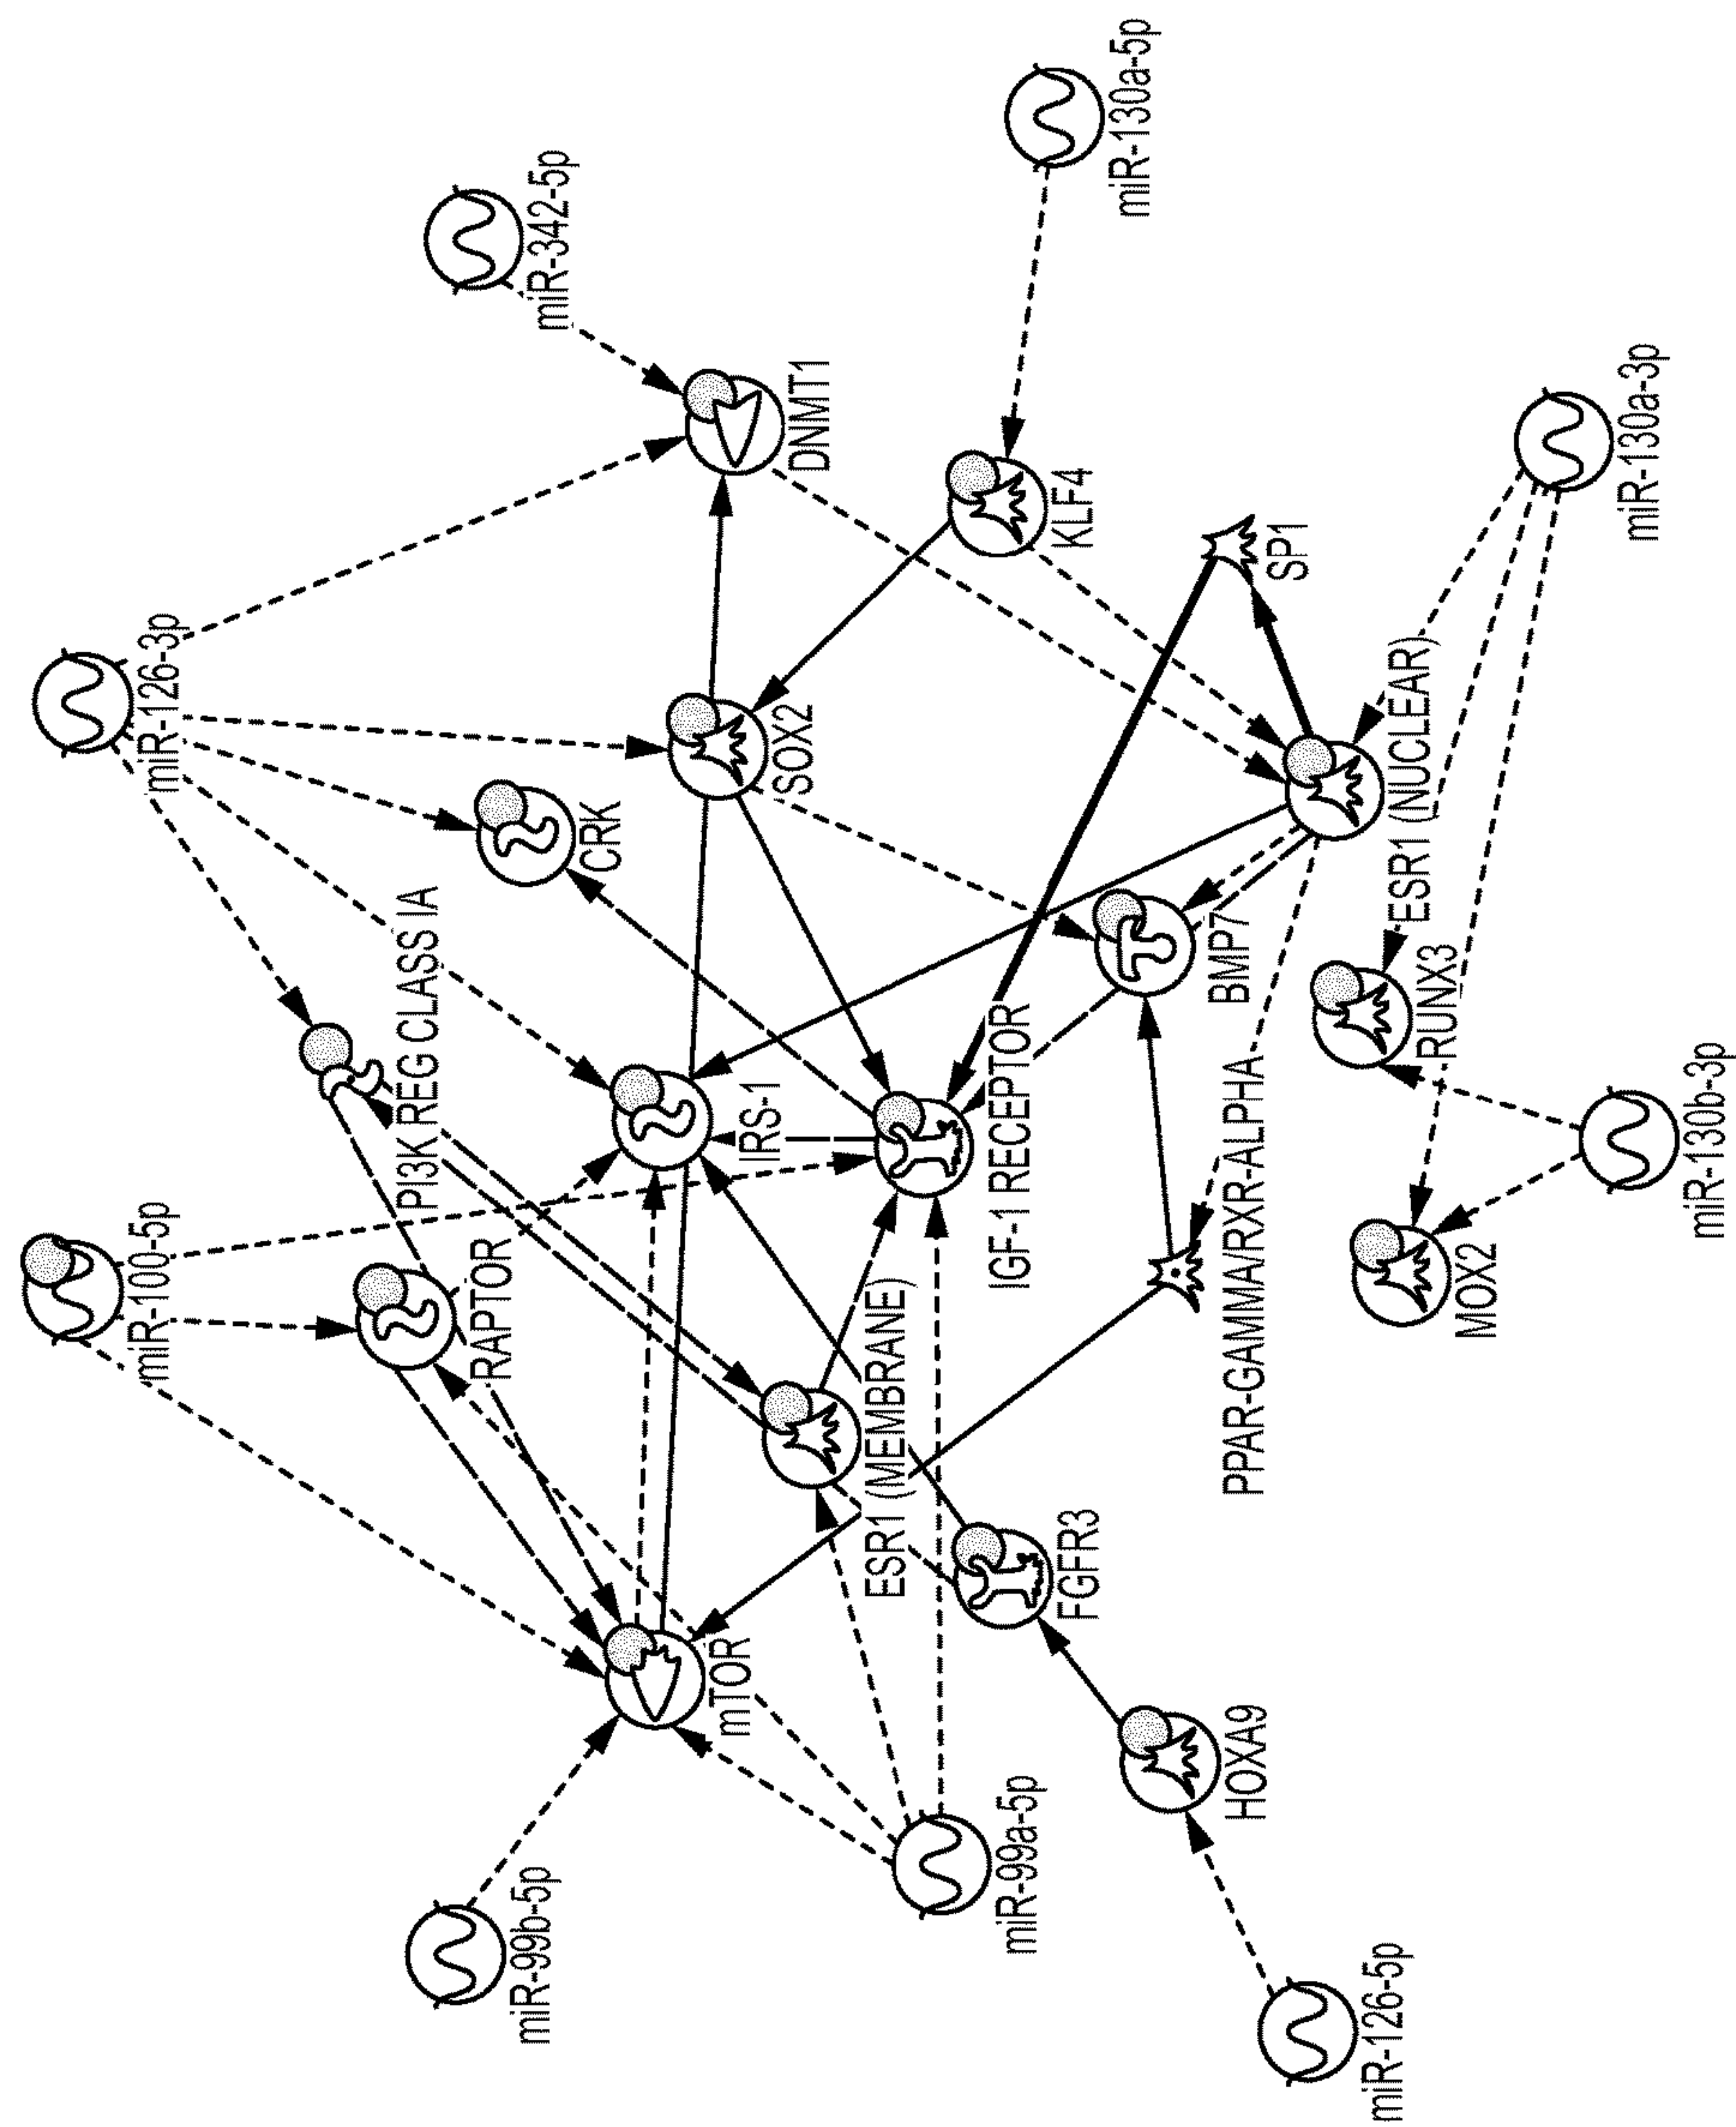 miR-99b-5p
miR-100-5p
miR-126-3p
miR-342-5p
PI3K REG CLASS IA
RAPTOR
CRK
mTOR
IRS-1
SOX2
DNMT1
ESR1 (MEMBRANE)
miR-99a-5p
IGF-1 RECEPTOR
KLF4
miR-130a-5p
FGFR3
HOXA9
BMP7
SP1
PPAR-GAMMA/RXR-ALPHA
miR-126-5p
ESR1 (NUCLEAR)
RUNX3
MOX2
miR-130a-3p
miR-130b-3p